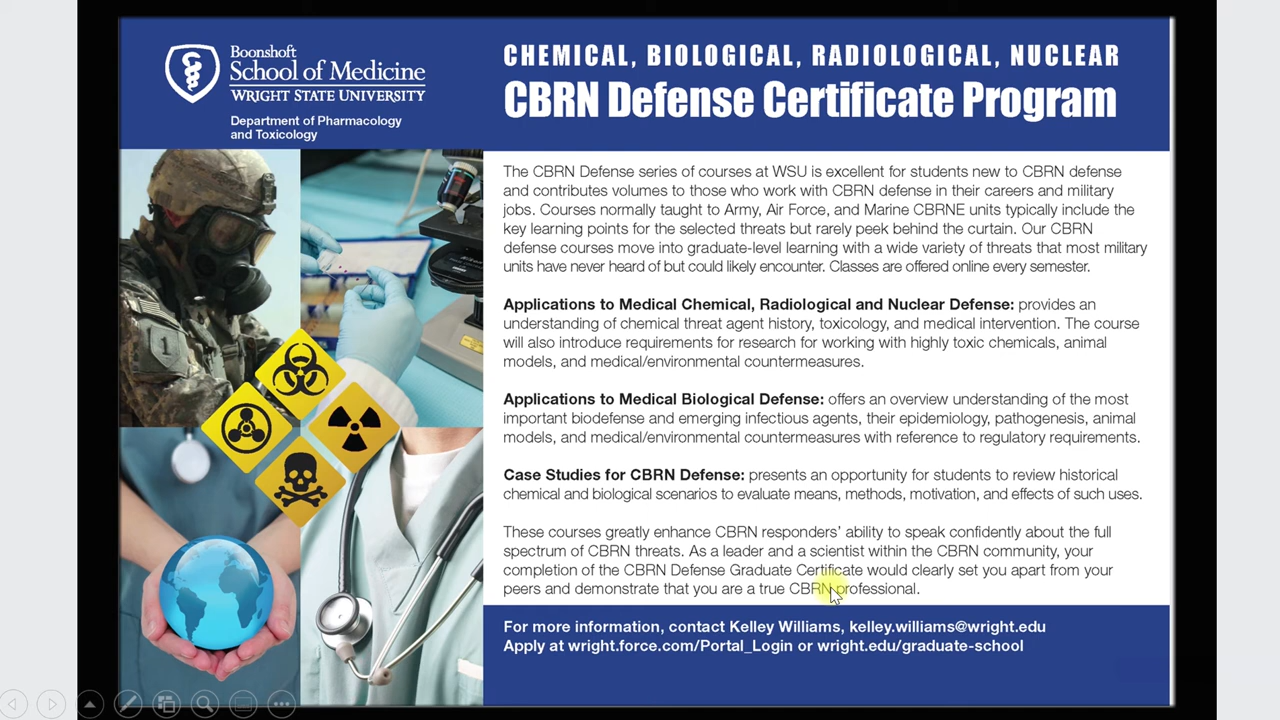 Boonshoft
School of Medicine
WRIGHT STATE UNIVERSITY
Department of Pharmacology
and Toxicology
CHEMICAL, BIOLOGICAL, RADIOLOGICAL, NUCLEAR
CBRN Defense Certificate Program
The CBRN Defense series of courses at WSU is excellent for students new to CBRN defense
and contributes volumes to those who work with CBRN defense in their careers and military
jobs. Courses normally taught to Army, Air Force, and Marine CBRNE units typically include the
key learning points for the selected threats but rarely peek behind the curtain. Our CBRN
defense courses move into graduate-level learning with a wide variety of threats that most military
units have never heard of but could likely encounter. Classes are offered online every semester.
Applications to Medical Chemical, Radiological and Nuclear Defense: provides an
understanding of chemical threat agent history, toxicology, and medical intervention. The course
will also introduce requirements for research for working with highly toxic chemicals, animal
models, and medical/environmental countermeasures.
Applications to Medical Biological Defense: offers an overview understanding of the most
important biodefense and emerging infectious agents, their epidemiology, pathogenesis, animal
models, and medical/environmental countermeasures with reference to regulatory requirements.
Case Studies for CBRN Defense: presents an opportunity for students to review historical
chemical and biological scenarios to evaluate means, methods, motivation, and effects of such uses.
These courses greatly enhance CBRN responders’ ability to speak confidently about the full
spectrum of CBRN threats. As a leader and a scientist within the CBRN community, your
completion of the CBRN Defense Graduate Certificate would clearly set you apart from your
peers and demonstrate that you are a true CBRN professional.
For more information, contact Kelley Williams, kelley.williams@wright.edu
Apply at wright.force.com/Portal_Login or wright.edu/graduate-school
1